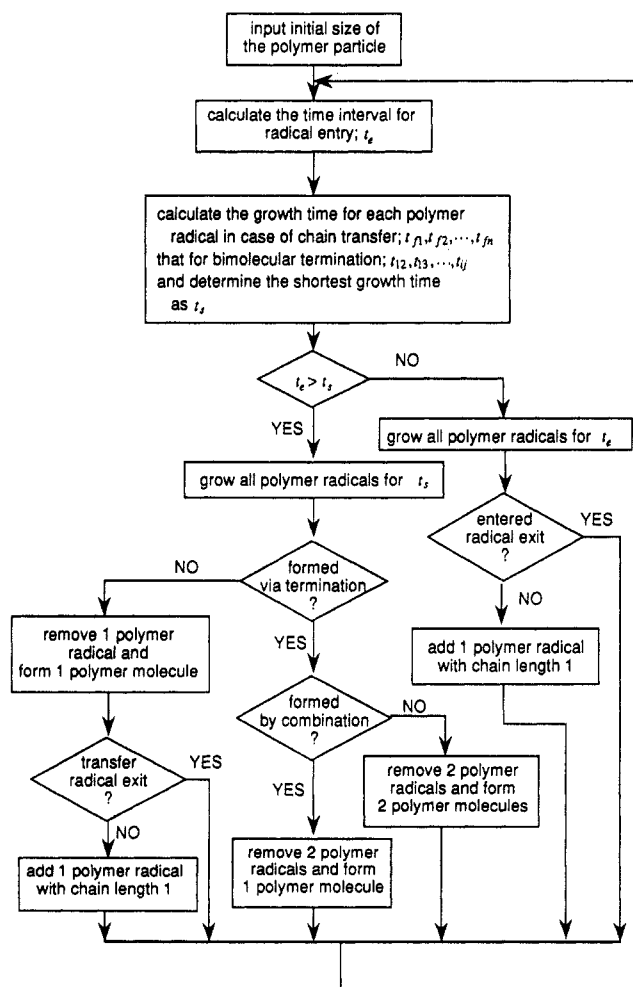 input initial size of
the polymer particle
calculate the time interval for
radical entry; t_e
calculate the growth time for each polymer
radical in case of chain transfer; t_f1, t_f2, ..., t_fn
that for bimolecular termination; t_12, t_13, ..., t_ij
and determine the shortest growth time
as t_s
t_e > t_s
NO
YES
grow all polymer radicals for t_e
grow all polymer radicals for t_s
entered
radical exit
?
YES
NO
formed
via termination
?
NO
YES
remove 1 polymer
radical and
form 1 polymer molecule
add 1 polymer radical
with chain length 1
formed
by combination
?
NO
YES
transfer
radical exit
?
YES
NO
remove 2 polymer
radicals and form
2 polymer molecules
add 1 polymer radical
with chain length 1
remove 2 polymer
radicals and form
1 polymer molecule